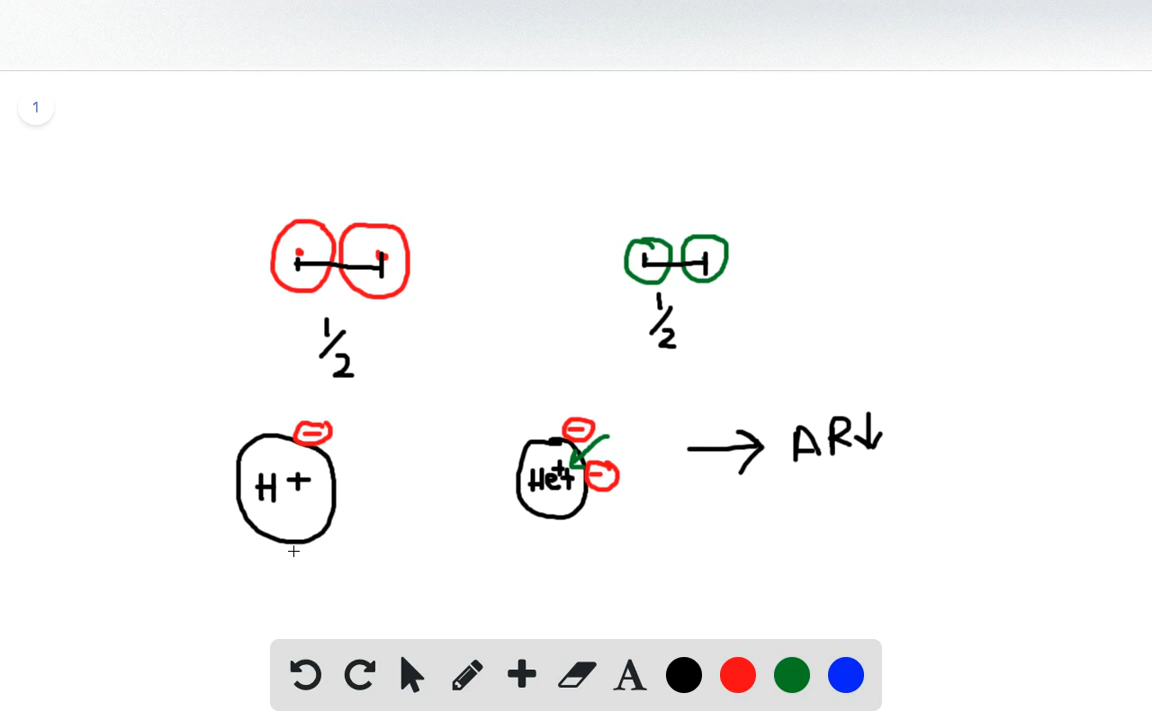 1
1/2
1/2
H +
He++
→ AR↓
A